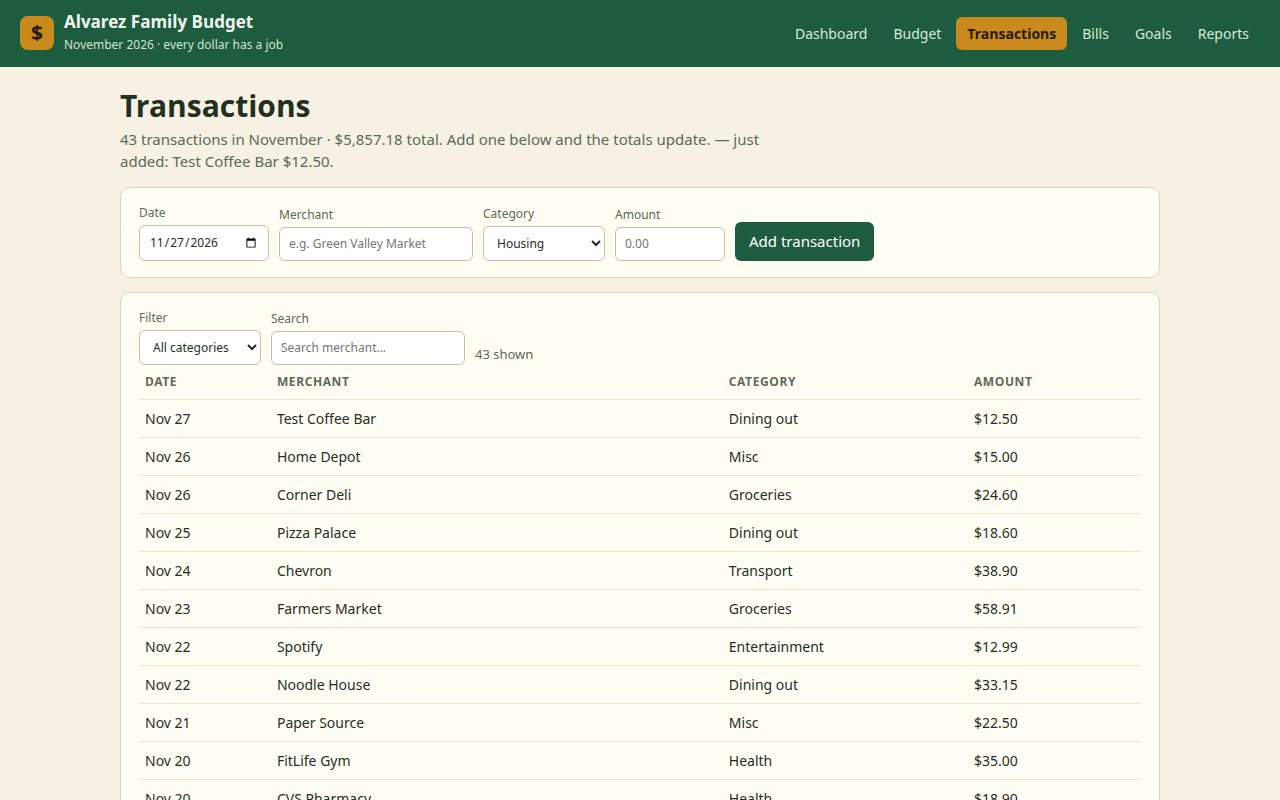 $
Alvarez Family Budget
November 2026 · every dollar has a job
Dashboard Budget Transactions Bills Goals Reports
Transactions
43 transactions in November · $5,857.18 total. Add one below and the totals update. — just
added: Test Coffee Bar $12.50.
Date Merchant Category Amount
11/27/2026 e.g. Green Valley Market Housing 0.00 Add transaction
Filter Search
All categories Search merchant... 43 shown
DATE MERCHANT CATEGORY AMOUNT
Nov 27 Test Coffee Bar Dining out $12.50
Nov 26 Home Depot Misc $15.00
Nov 26 Corner Deli Groceries $24.60
Nov 25 Pizza Palace Dining out $18.60
Nov 24 Chevron Transport $38.90
Nov 23 Farmers Market Groceries $58.91
Nov 22 Spotify Entertainment $12.99
Nov 22 Noodle House Dining out $33.15
Nov 21 Paper Source Misc $22.50
Nov 20 FitLife Gym Health $35.00
Nov 20 CVS Pharmacy Health $18.90